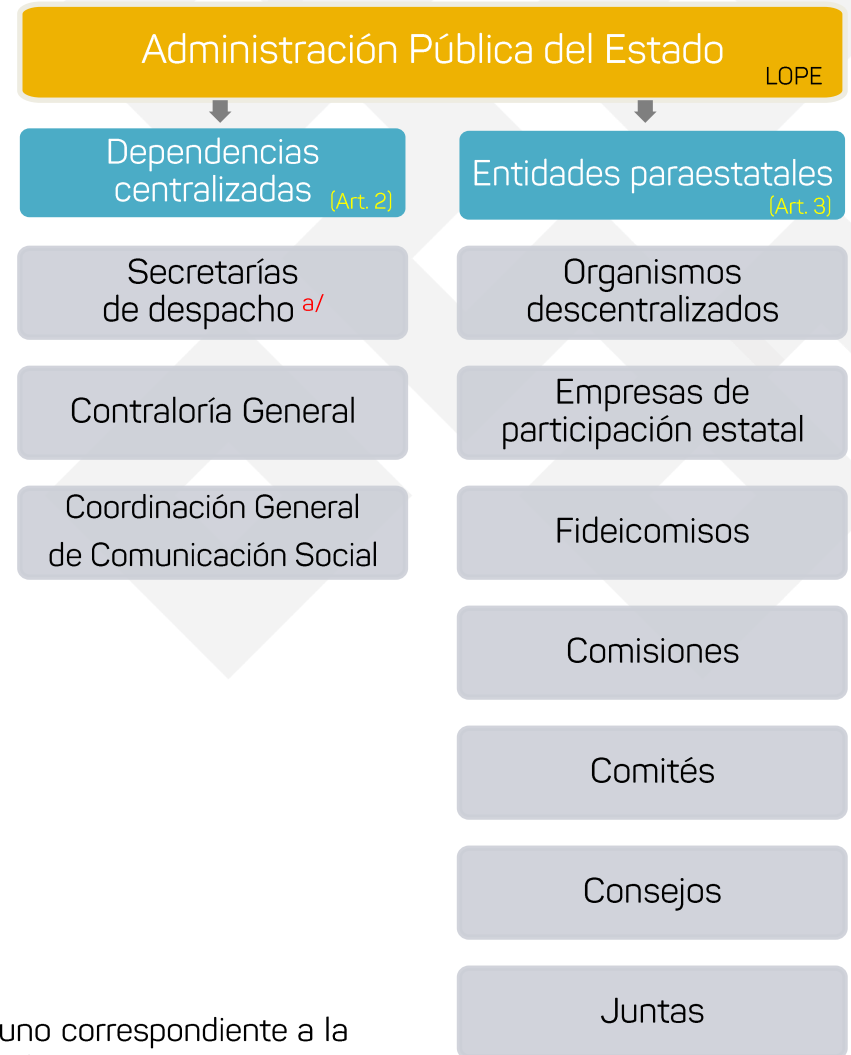 Administración Pública del Estado
LOPE
Dependencias
centralizadas (Art. 2)
Secretarías
de despacho a/
Contraloría General
Coordinación General
de Comunicación Social
Entidades paraestatales
(Art. 3)
Organismos
descentralizados
Empresas de
participación estatal
Fideicomisos
Comisiones
Comités
Consejos
Juntas
uno correspondiente a la